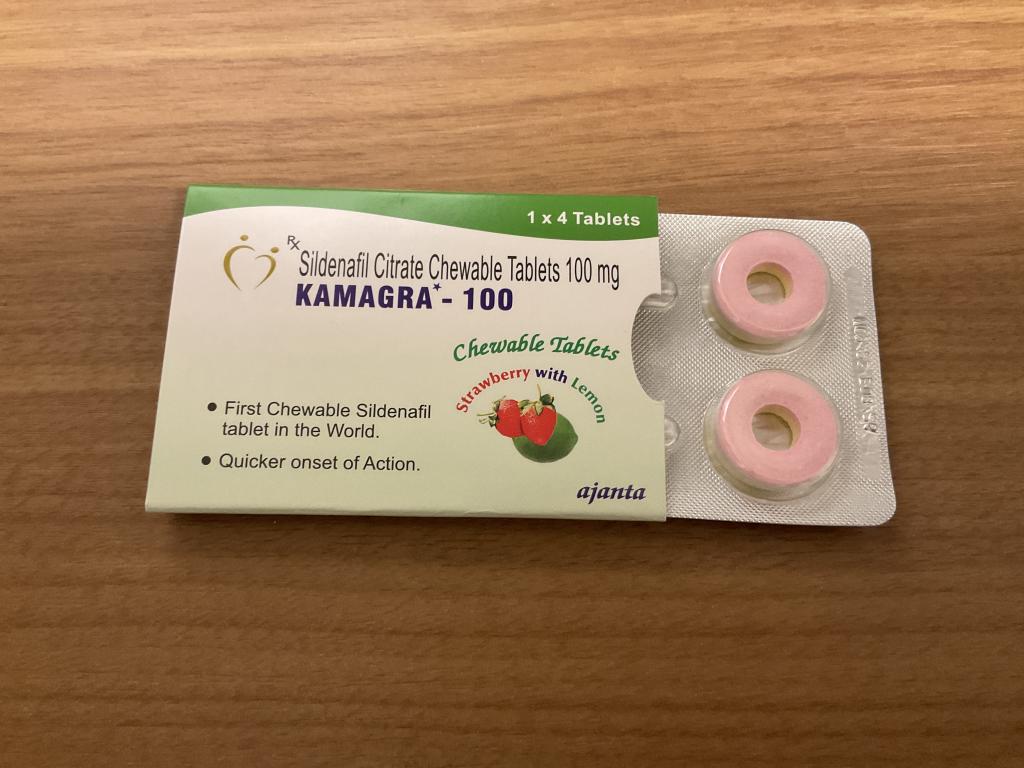 1 x 4 Tablets
Rx Sildenafil Citrate Chewable Tablets 100 mg
KAMAGRA* - 100
Chewable Tablets
Strawberry with Lemon
• First Chewable Sildenafil
tablet in the World.
• Quicker onset of Action.
ajanta